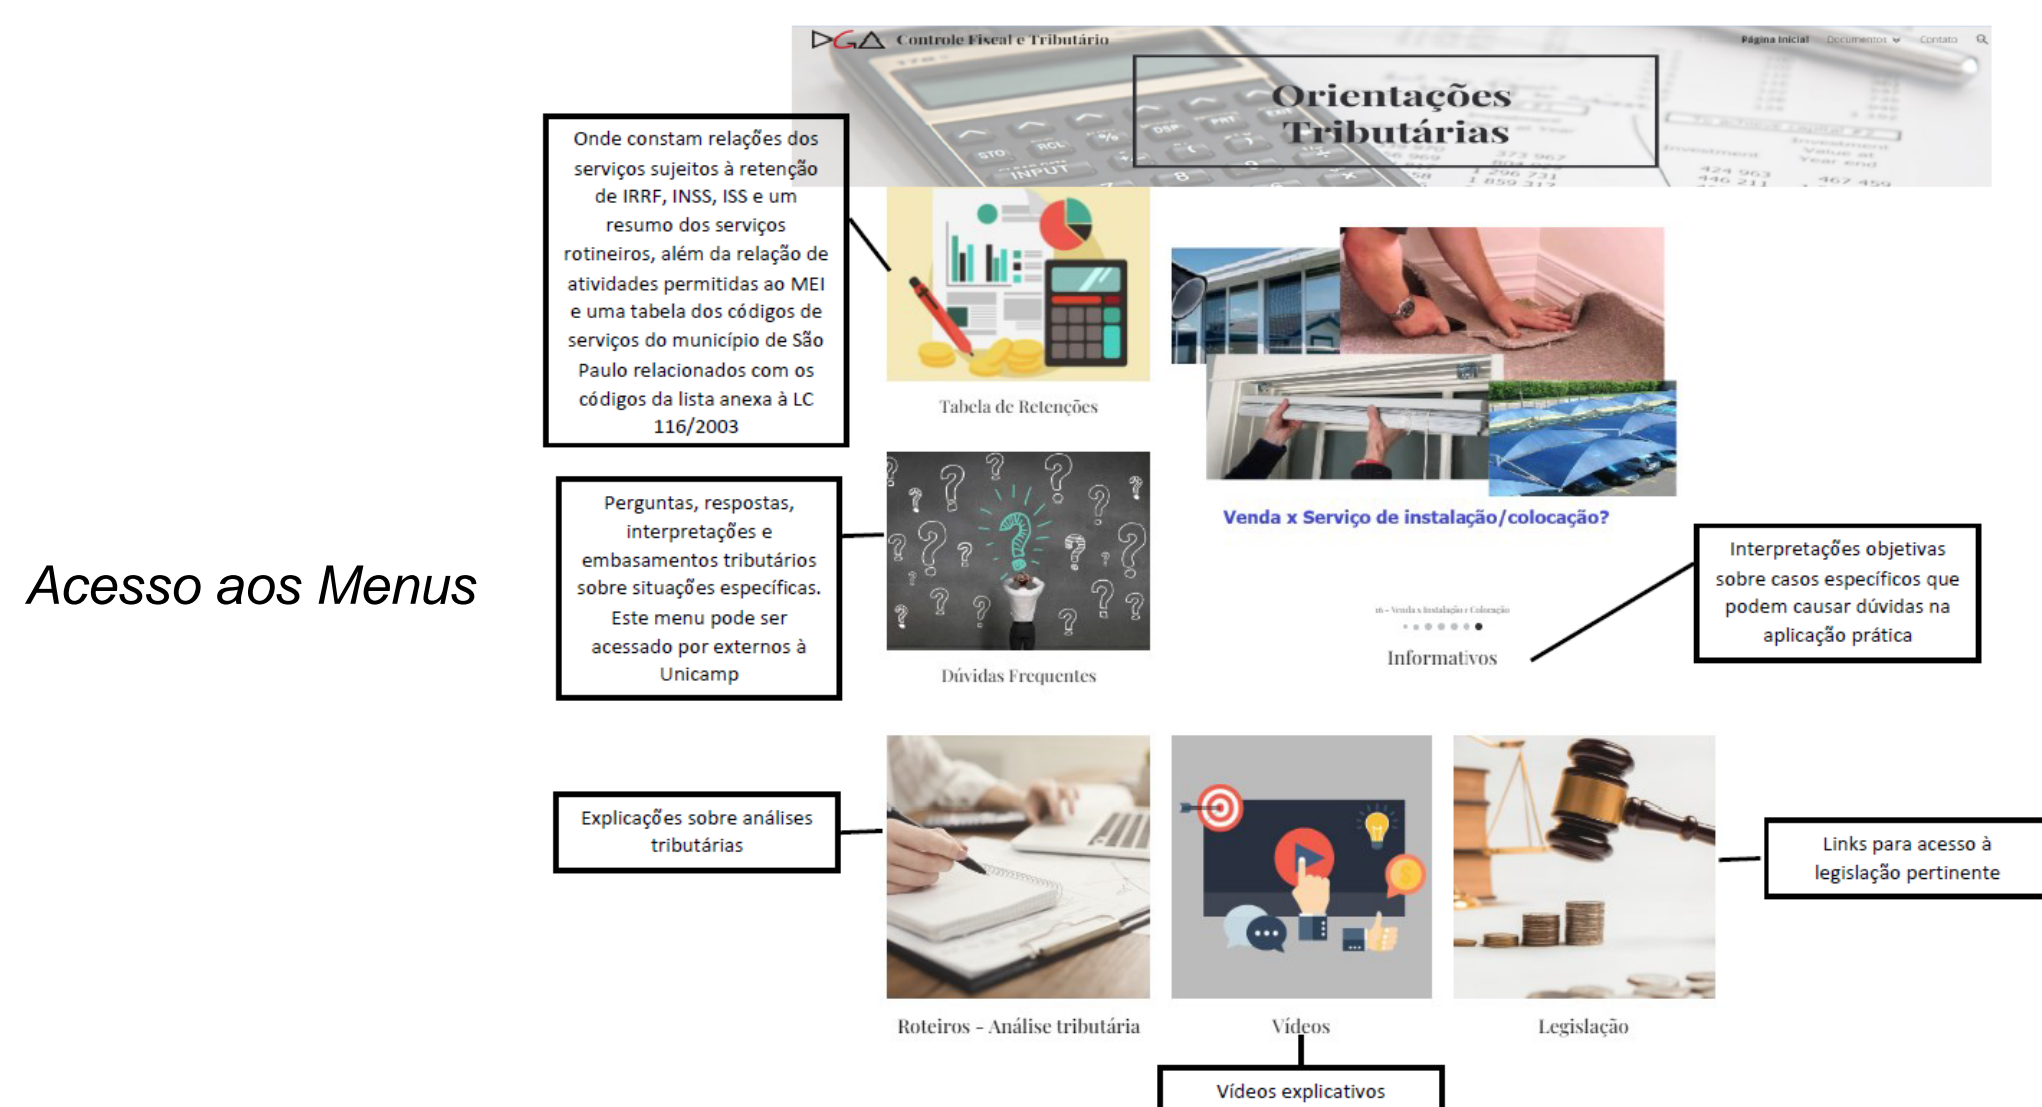 DGA Controle Fiscal e Tributário
Página Inicial Documentos Contato
Orientações
Tributárias
Onde constam relações dos
serviços sujeitos à retenção
de IRRF, INSS, ISS e um
resumo dos serviços
rotineiros, além da relação de
atividades permitidas ao MEI
e uma tabela dos códigos de
serviços do município de São
Paulo relacionados com os
códigos da lista anexa à LC
116/2003
Tabela de Retenções
Venda x Serviço de instalação/colocação?
Acesso aos Menus
Perguntas, respostas,
interpretações e
embasamentos tributários
sobre situações específicas.
Este menu pode ser
acessado por externos à
Unicamp
Dúvidas Frequentes
16 - Venda x Instalação e Colocação
Informativos
Interpretações objetivas
sobre casos específicos que
podem causar dúvidas na
aplicação prática
Explicações sobre análises
tributárias
Links para acesso à
legislação pertinente
Roteiros - Análise tributária
Vídeos
Legislação
Vídeos explicativos